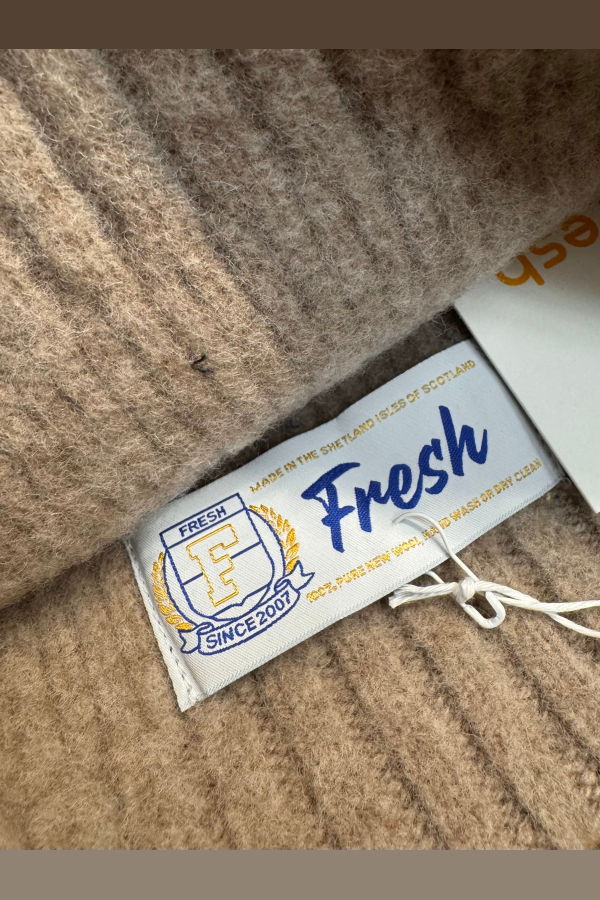 esh
MADE IN THE SHETLAND ISLES OF SCOTLAND
Fresh
100% PURE NEW WOOL, HAND WASH OR DRY CLEAN
FRESH
F
SINCE 2007